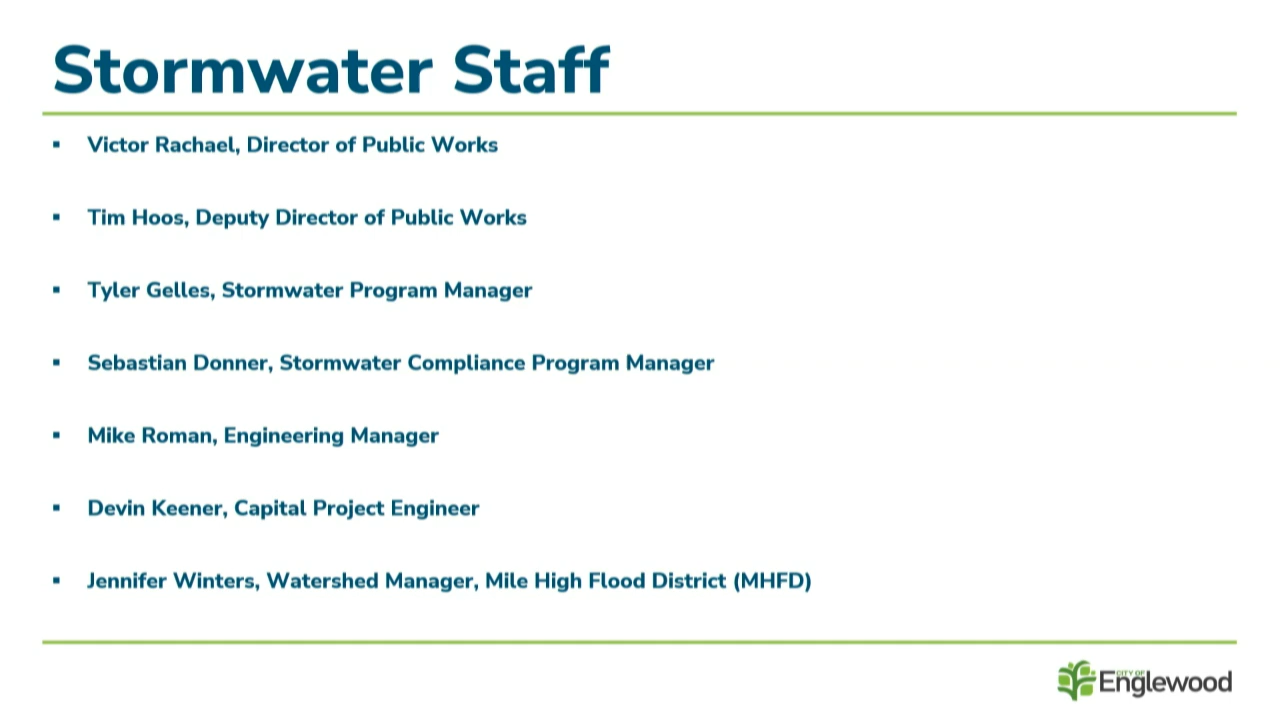 Stormwater Staff
▪ Victor Rachael, Director of Public Works
▪ Tim Hoos, Deputy Director of Public Works
▪ Tyler Gelles, Stormwater Program Manager
▪ Sebastian Donner, Stormwater Compliance Program Manager
▪ Mike Roman, Engineering Manager
▪ Devin Keener, Capital Project Engineer
▪ Jennifer Winters, Watershed Manager, Mile High Flood District (MHFD)
CITY OF
Englewood